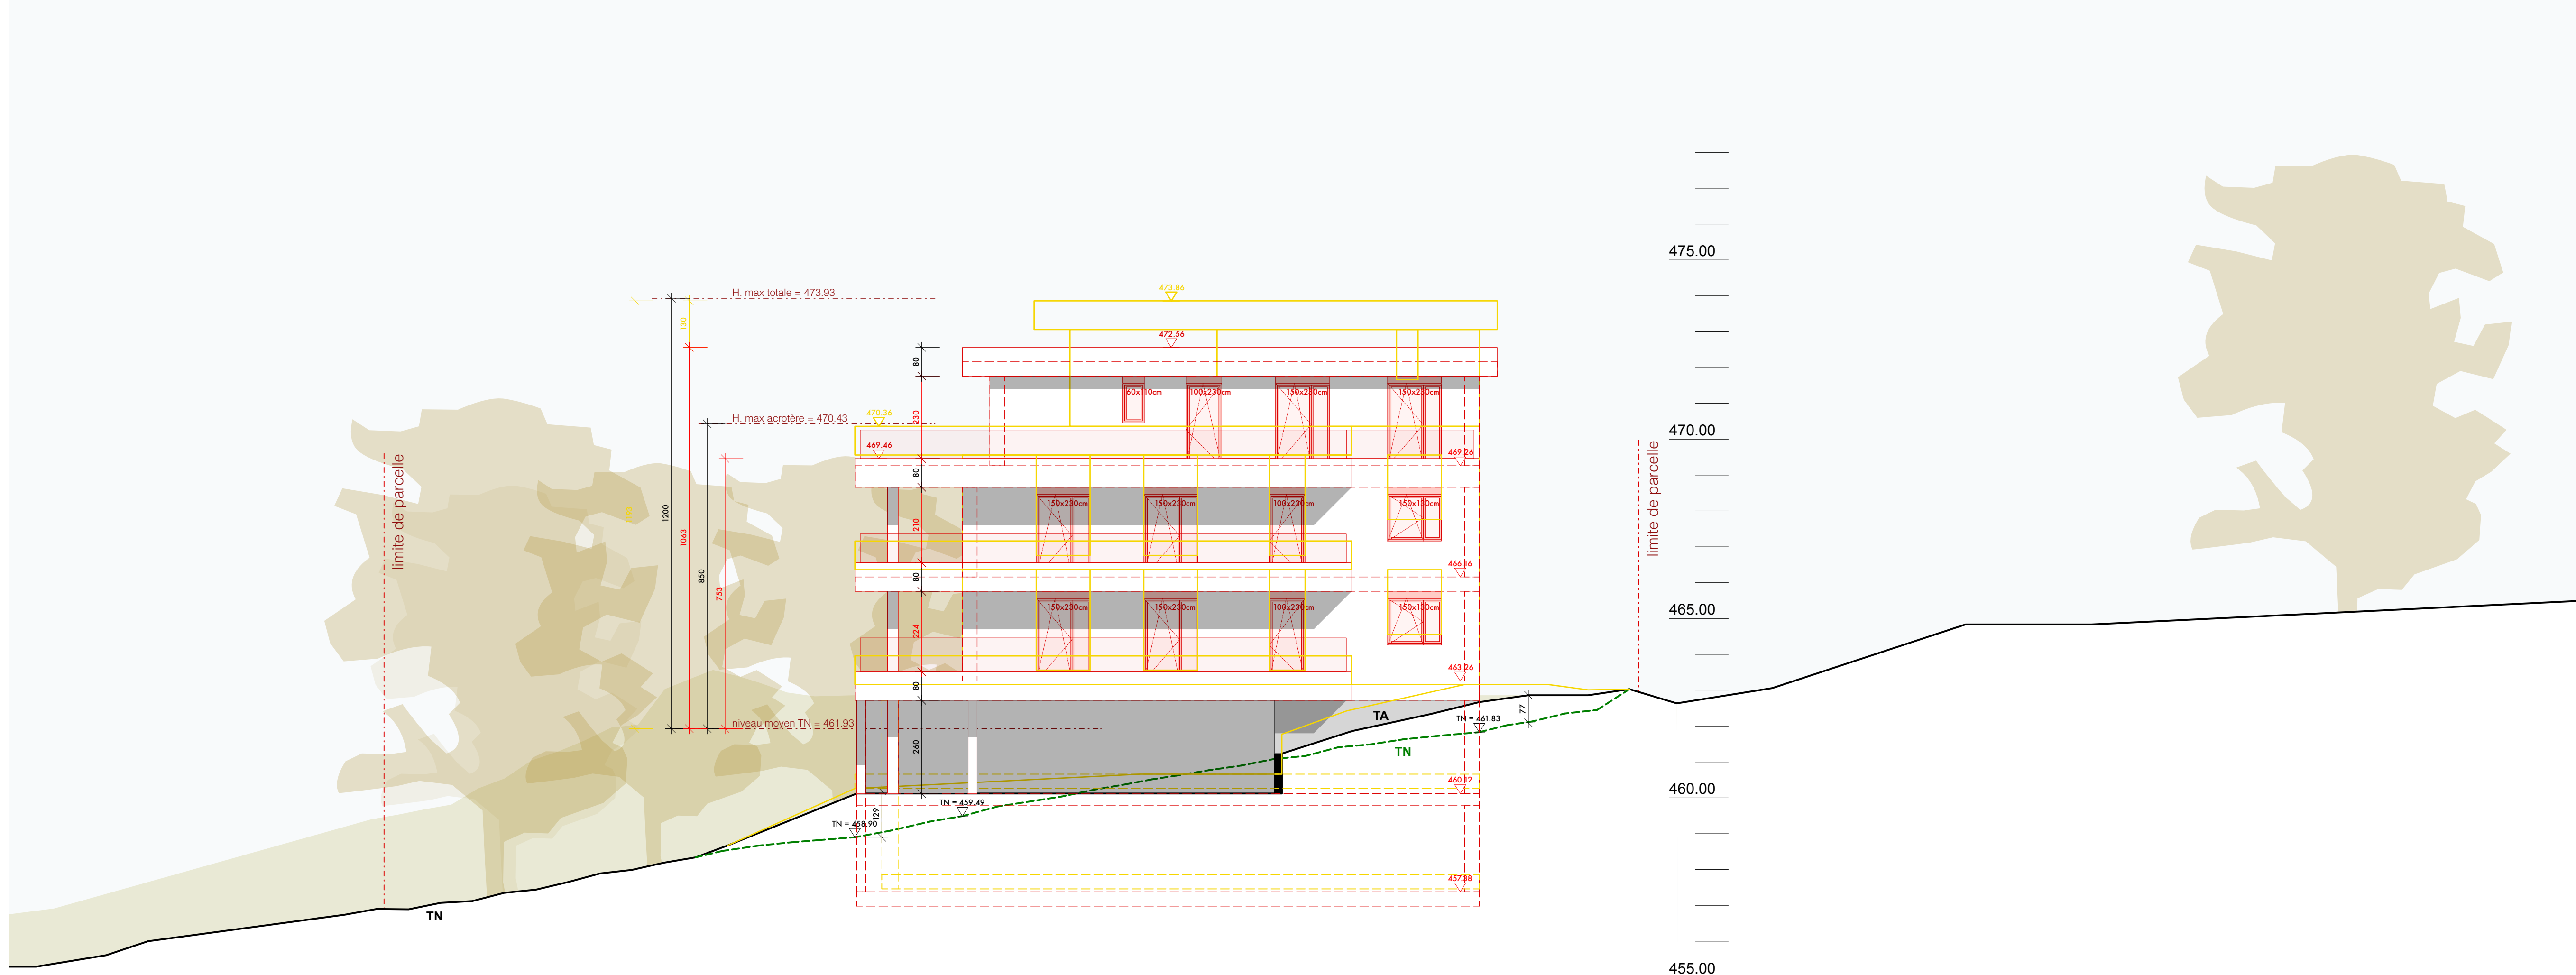 475.00
H. max totale = 473.93
473.86
130
472.56
80
60x110cm
100x230cm
150x230cm
150x230cm
H. max acrotère = 470.43
470.36
230
470.00
469.46
469.26
limite de parcelle
limite de parcelle
80
1200
1063
850
753
210
150x230cm
150x230cm
100x230cm
150x130cm
80
466.16
465.00
224
150x230cm
150x230cm
100x230cm
150x130cm
80
463.26
niveau moyen TN = 461.93
TA
TN = 461.83
77
TN
260
460.12
460.00
TN = 459.49
129
TN = 458.90
457.38
TN
455.00